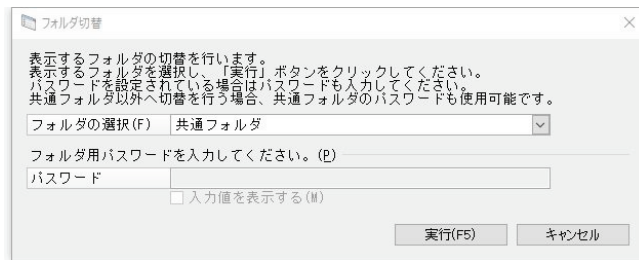 フォルダ切替
表示するフォルダの切替を行います。
表示するフォルダを選択し、「実行」ボタンをクリックしてください。
パスワードを設定されている場合はパスワードも入力してください。
共通フォルダ以外へ切替を行う場合、共通フォルダのパスワードも使用可能です。
フォルダの選択(F) 共通フォルダ
フォルダ用パスワードを入力してください。(P)
パスワード
入力値を表示する(M)
実行(F5) キャンセル